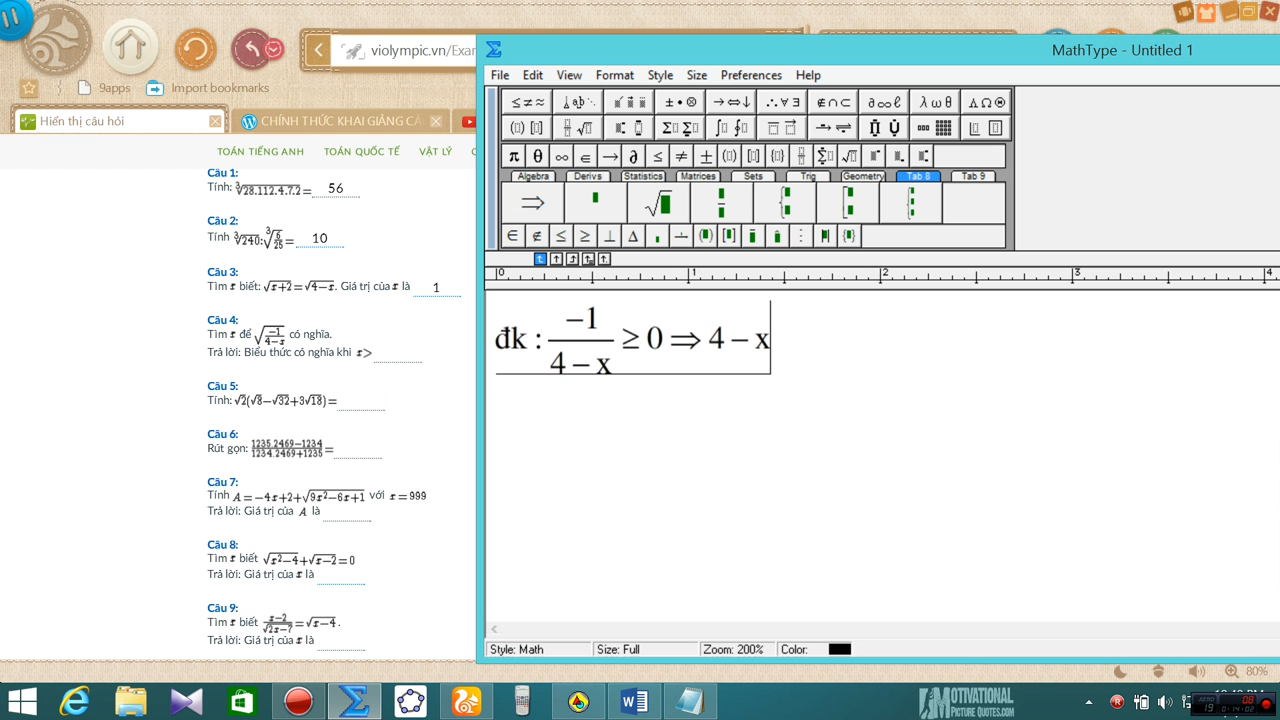 violympic.vn/Exar
MathType - Untitled 1
9apps
Import bookmarks
File Edit View Format Style Size Preferences Help
Hiển thị câu hỏi
CHÍNH THỨC KHAI GIẢNG CÁ
TOÁN TIẾNG ANH TOÁN QUỐC TẾ VẬT LÝ
Algebra Derivs Statistics Matrices Sets Trig Geometry Tab 8 Tab 9
Câu 1:
Tính: ∛28.112.4.7.2 = 56
Câu 2:
Tính ∛240:∛(6/25) = 10
Câu 3:
Tìm x biết: √x+2=√4−x. Giá trị của x là 1
Câu 4:
Tìm x để √(−1/(4−x)) có nghĩa.
Trả lời: Biểu thức có nghĩa khi x>
Câu 5:
Tính: √2(√8−√32+3√18)=
Câu 6:
Rút gọn: (1235.2469−1234)/(1234.2469+1235)=
Câu 7:
Tính A=−4x+2+√(9x²−6x+1) với x=999
Trả lời: Giá trị của A là
Câu 8:
Tìm x biết √(x²−4)+√(x−2)=0
Trả lời: Giá trị của x là
Câu 9:
Tìm x biết (x−2)/√(2x−7)=√(x−4).
Trả lời: Giá trị của x là
0 1 2 3 4
đk : −1/(4−x) ≥ 0 ⇒ 4 − x
Style: Math Size: Full Zoom: 200% Color:
80%
MOTIVATIONAL
PICTURE QUOTES.COM